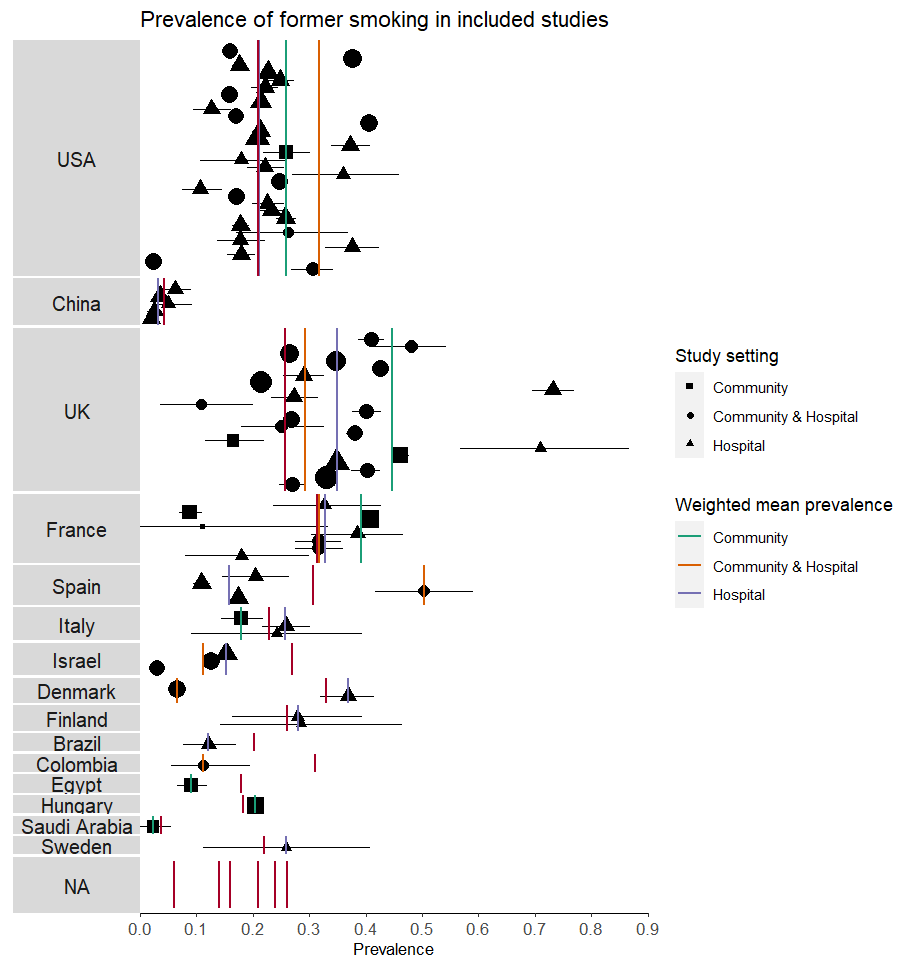 Prevalence of former smoking in included studies
USA
China
UK
France
Spain
Italy
Israel
Denmark
Finland
Brazil
Colombia
Egypt
Hungary
Saudi Arabia
Sweden
NA
0.0 0.1 0.2 0.3 0.4 0.5 0.6 0.7 0.8 0.9
Prevalence
Study setting
Community
Community & Hospital
Hospital
Weighted mean prevalence
Community
Community & Hospital
Hospital